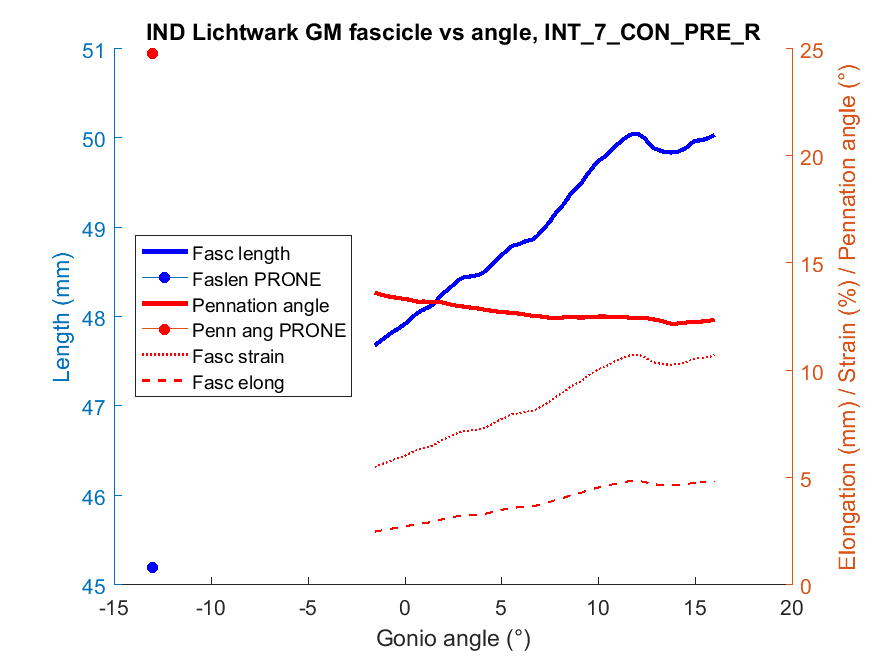 IND Lichtwark GM fascicle vs angle, INT_7_CON_PRE_R
51
50
49
48
47
46
45
Length (mm)
25
20
15
10
5
0
Elongation (mm) / Strain (%) / Pennation angle (°)
Fasc length
Faslen PRONE
Pennation angle
Penn ang PRONE
Fasc strain
Fasc elong
-15 -10 -5 0 5 10 15 20
Gonio angle (°)